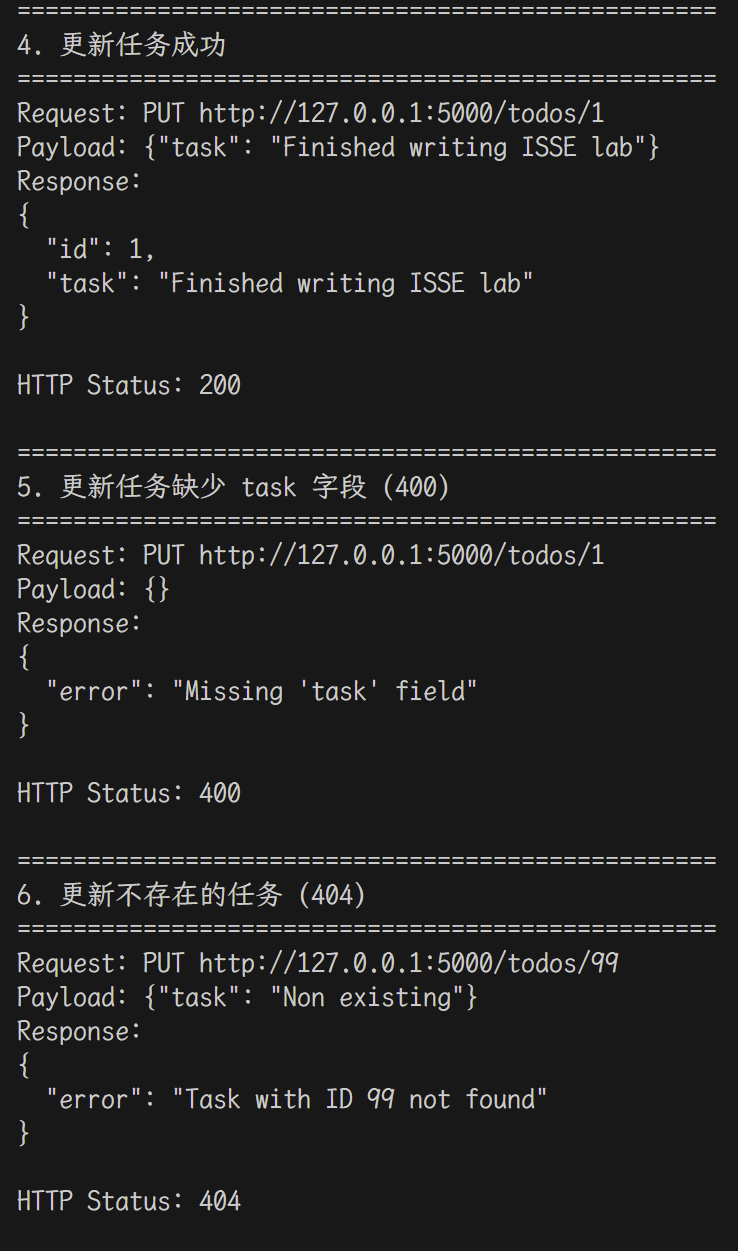 ==================================================
4. 更新任务成功
==================================================
Request: PUT http://127.0.0.1:5000/todos/1
Payload: {"task": "Finished writing ISSE lab"}
Response:
{
  "id": 1,
  "task": "Finished writing ISSE lab"
}

HTTP Status: 200

==================================================
5. 更新任务缺少 task 字段 (400)
==================================================
Request: PUT http://127.0.0.1:5000/todos/1
Payload: {}
Response:
{
  "error": "Missing 'task' field"
}

HTTP Status: 400

==================================================
6. 更新不存在的任务 (404)
==================================================
Request: PUT http://127.0.0.1:5000/todos/99
Payload: {"task": "Non existing"}
Response:
{
  "error": "Task with ID 99 not found"
}

HTTP Status: 404